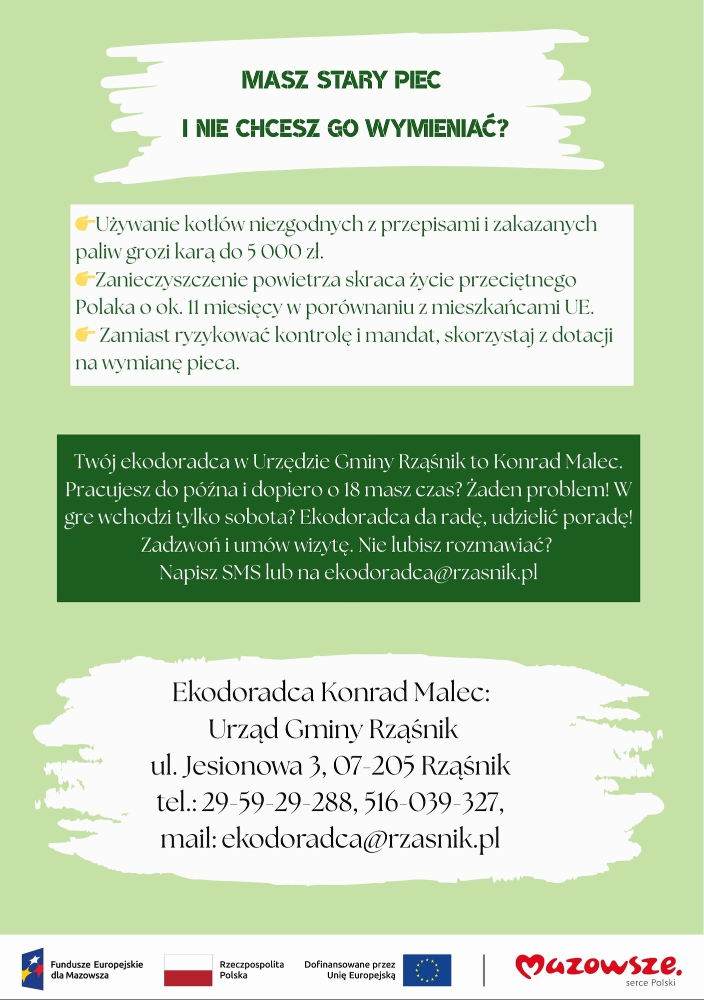 MASZ STARY PIEC
I NIE CHCESZ GO WYMIENIAĆ?
👉Używanie kotłów niezgodnych z przepisami i zakazanych
paliw grozi karą do 5 000 zł.
👉Zanieczyszczenie powietrza skraca życie przeciętnego
Polaka o ok. 11 miesięcy w porównaniu z mieszkańcami UE.
👉 Zamiast ryzykować kontrolę i mandat, skorzystaj z dotacji
na wymianę pieca.
Twój ekodoradca w Urzędzie Gminy Rząśnik to Konrad Malec.
Pracujesz do późna i dopiero o 18 masz czas? Żaden problem! W
gre wchodzi tylko sobota? Ekodoradca da radę, udzielić poradę!
Zadzwoń i umów wizytę. Nie lubisz rozmawiać?
Napisz SMS lub na ekodoradca@rzasnik.pl
Ekodoradca Konrad Malec:
Urząd Gminy Rząśnik
ul. Jesionowa 3, 07-205 Rząśnik
tel.: 29-59-29-288, 516-039-327,
mail: ekodoradca@rzasnik.pl
Fundusze Europejskie
dla Mazowsza
Rzeczpospolita
Polska
Dofinansowane przez
Unię Europejską
Mazowsze.
serce Polski